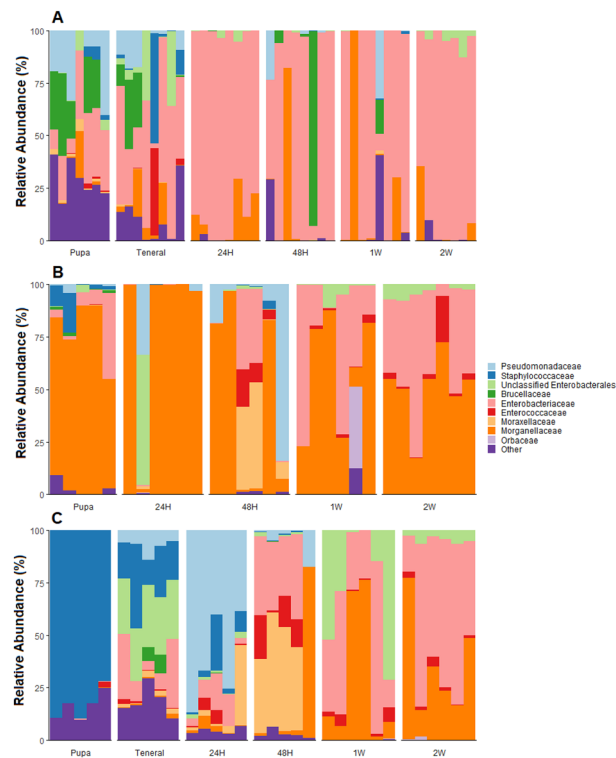 A
Relative Abundance (%)
100
75
50
25
0
Pupa Teneral 24H 48H 1W 2W
B
Relative Abundance (%)
100
75
50
25
0
Pupa 24H 48H 1W 2W
Pseudomonadaceae
Staphylococcaceae
Unclassified Enterobacterales
Brucellaceae
Enterobacteriaceae
Enterococcaceae
Moraxellaceae
Morganellaceae
Orbaceae
Other
C
Relative Abundance (%)
100
75
50
25
0
Pupa Teneral 24H 48H 1W 2W